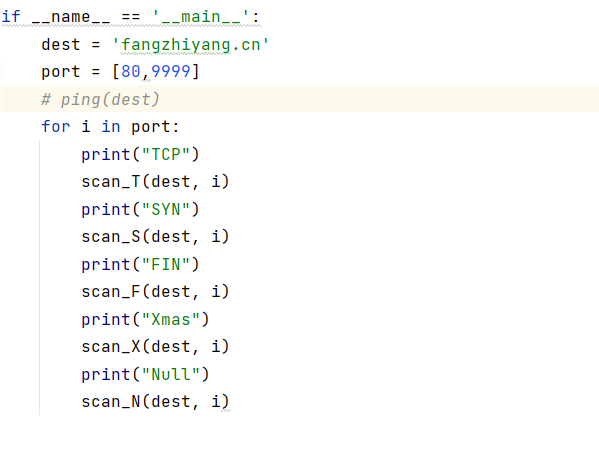 if __name__ == '__main__':
    dest = 'fangzhiyang.cn'
    port = [80,9999]
    # ping(dest)
    for i in port:
        print("TCP")
        scan_T(dest, i)
        print("SYN")
        scan_S(dest, i)
        print("FIN")
        scan_F(dest, i)
        print("Xmas")
        scan_X(dest, i)
        print("Null")
        scan_N(dest, i)